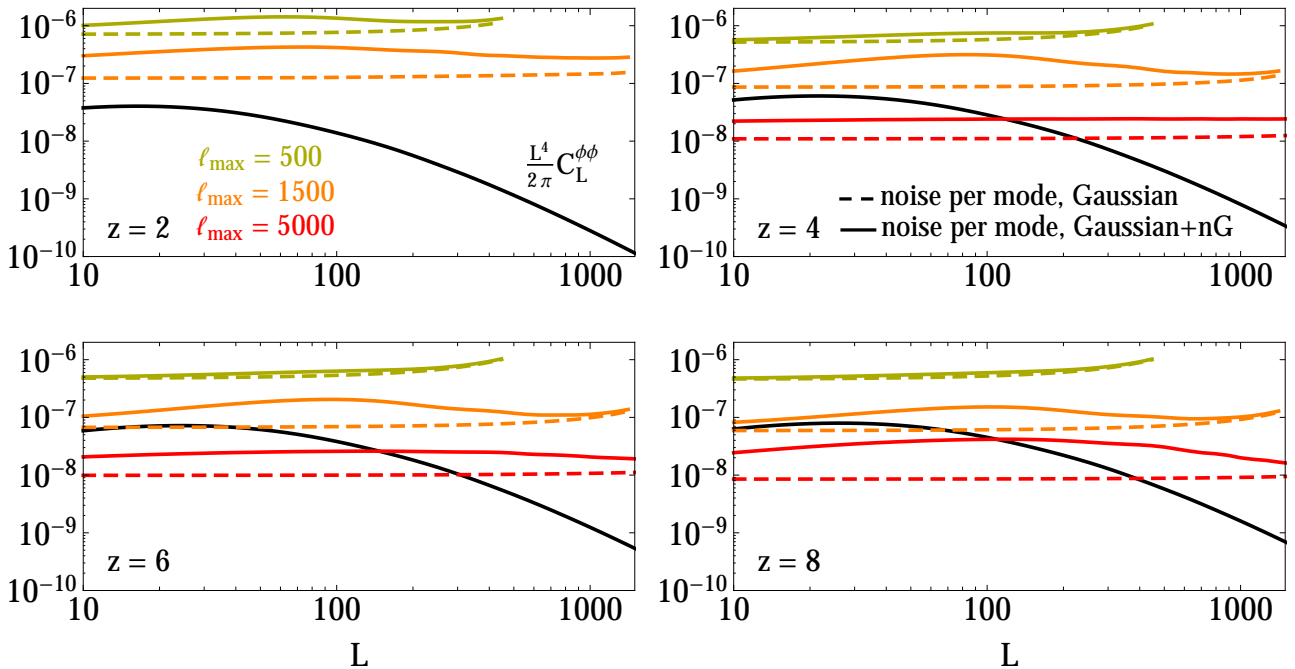 10⁻⁶
10⁻⁷
10⁻⁸
10⁻⁹
10⁻¹⁰
10 100 1000
ℓmax = 500
ℓmax = 1500
ℓmax = 5000
z = 2
L⁴/2π C_L^ϕϕ
10⁻⁶
10⁻⁷
10⁻⁸
10⁻⁹
10⁻¹⁰
10 100 1000
noise per mode, Gaussian
noise per mode, Gaussian+nG
z = 4
10⁻⁶
10⁻⁷
10⁻⁸
10⁻⁹
10⁻¹⁰
10 100 1000
z = 6
L
10⁻⁶
10⁻⁷
10⁻⁸
10⁻⁹
10⁻¹⁰
10 100 1000
z = 8
L